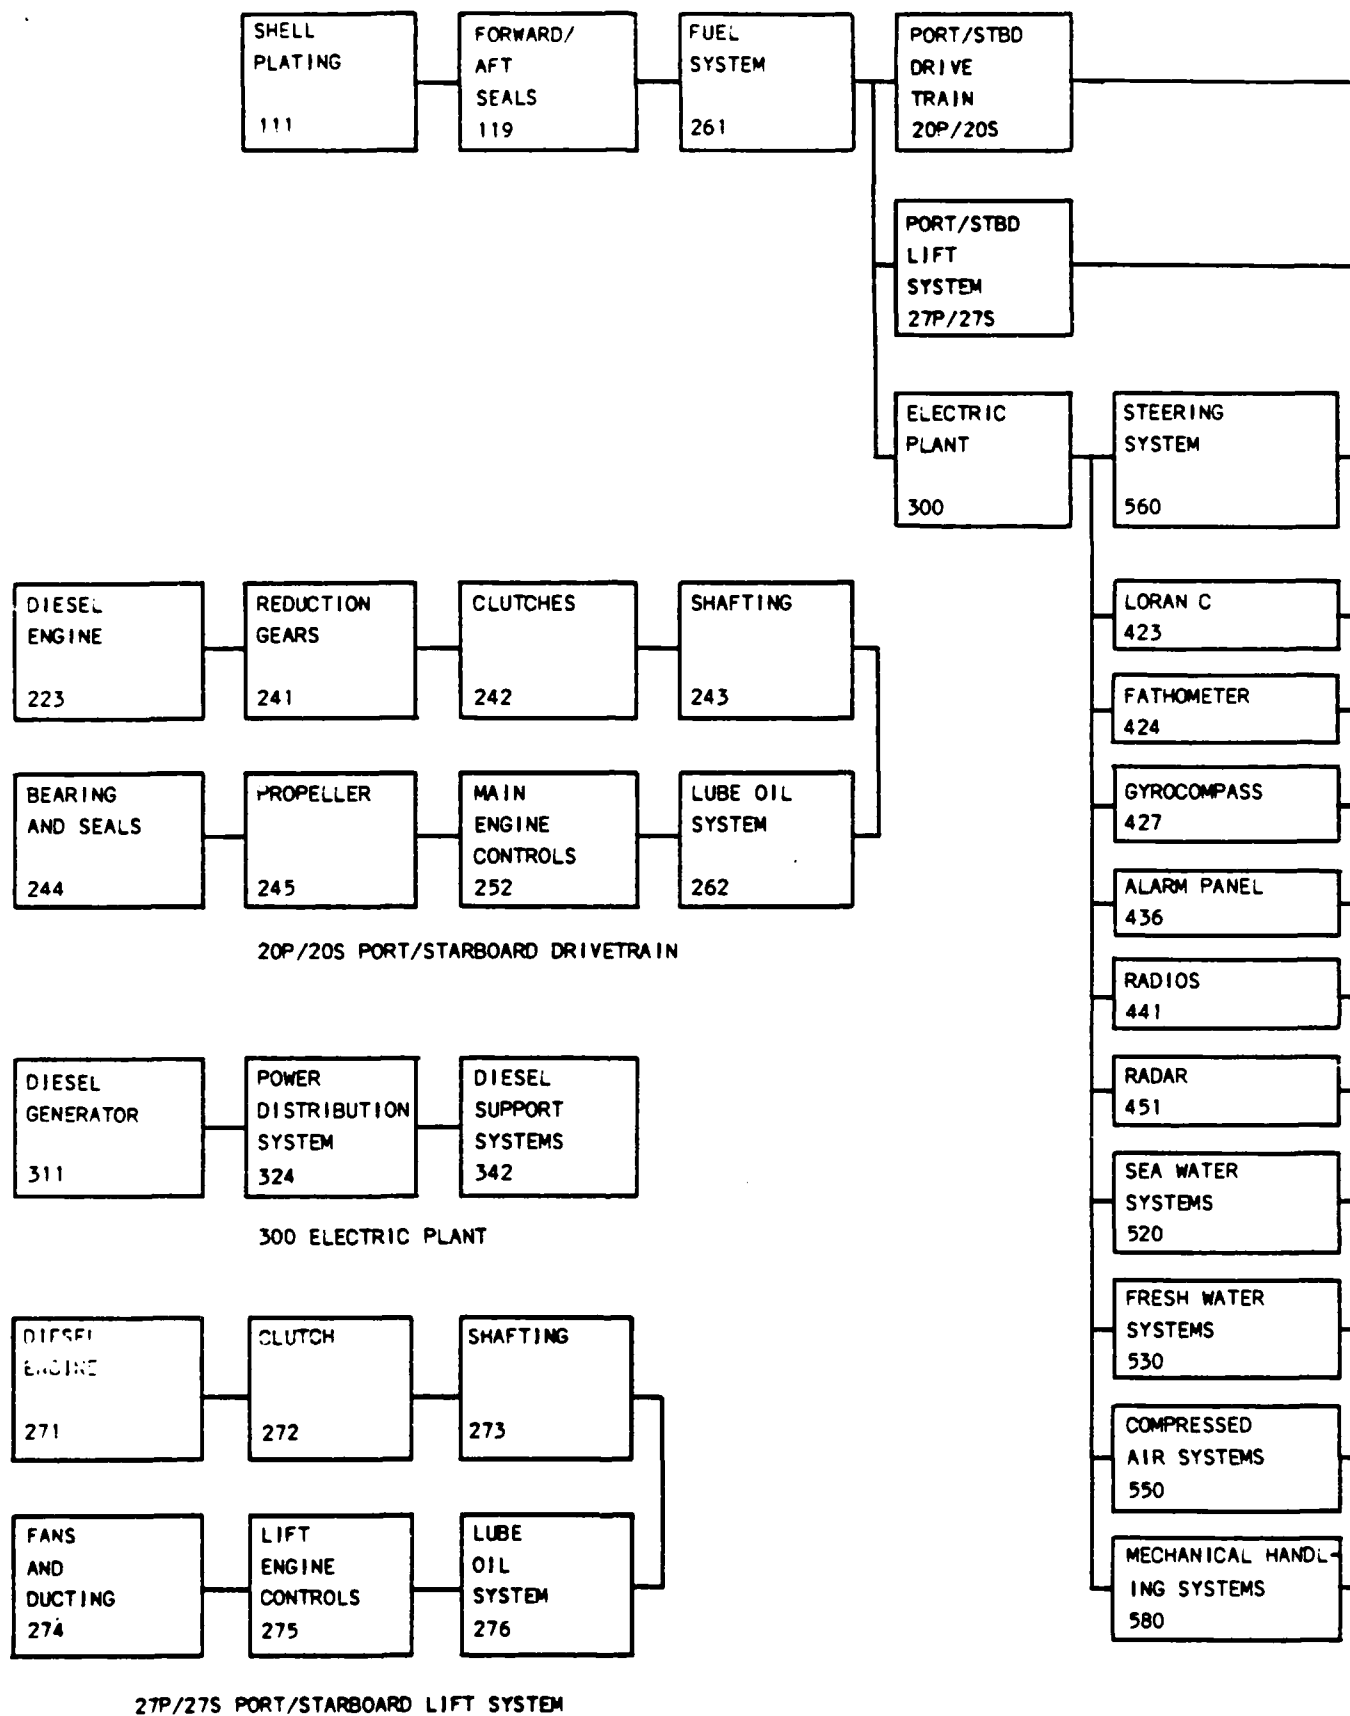 SHELL
PLATING
111
FORWARD/
AFT
SEALS
119
FUEL
SYSTEM
261
PORT/STBD
DRIVE
TRAIN
20P/20S
PORT/STBD
LIFT
SYSTEM
27P/27S
ELECTRIC
PLANT
300
STEERING
SYSTEM
560
LORAN C
423
FATHOMETER
424
GYROCOMPASS
427
ALARM PANEL
436
RADIOS
441
RADAR
451
SEA WATER
SYSTEMS
520
FRESH WATER
SYSTEMS
530
COMPRESSED
AIR SYSTEMS
550
MECHANICAL HANDL-
ING SYSTEMS
580
DIESEL
ENGINE
223
REDUCTION
GEARS
241
CLUTCHES
242
SHAFTING
243
BEARING
AND SEALS
244
PROPELLER
245
MAIN
ENGINE
CONTROLS
252
LUBE OIL
SYSTEM
262
20P/20S PORT/STARBOARD DRIVETRAIN
DIESEL
GENERATOR
311
POWER
DISTRIBUTION
SYSTEM
324
DIESEL
SUPPORT
SYSTEMS
342
300 ELECTRIC PLANT
DIESEL
ENGINE
271
CLUTCH
272
SHAFTING
273
FANS
AND
DUCTING
274
LIFT
ENGINE
CONTROLS
275
LUBE
OIL
SYSTEM
276
27P/27S PORT/STARBOARD LIFT SYSTEM